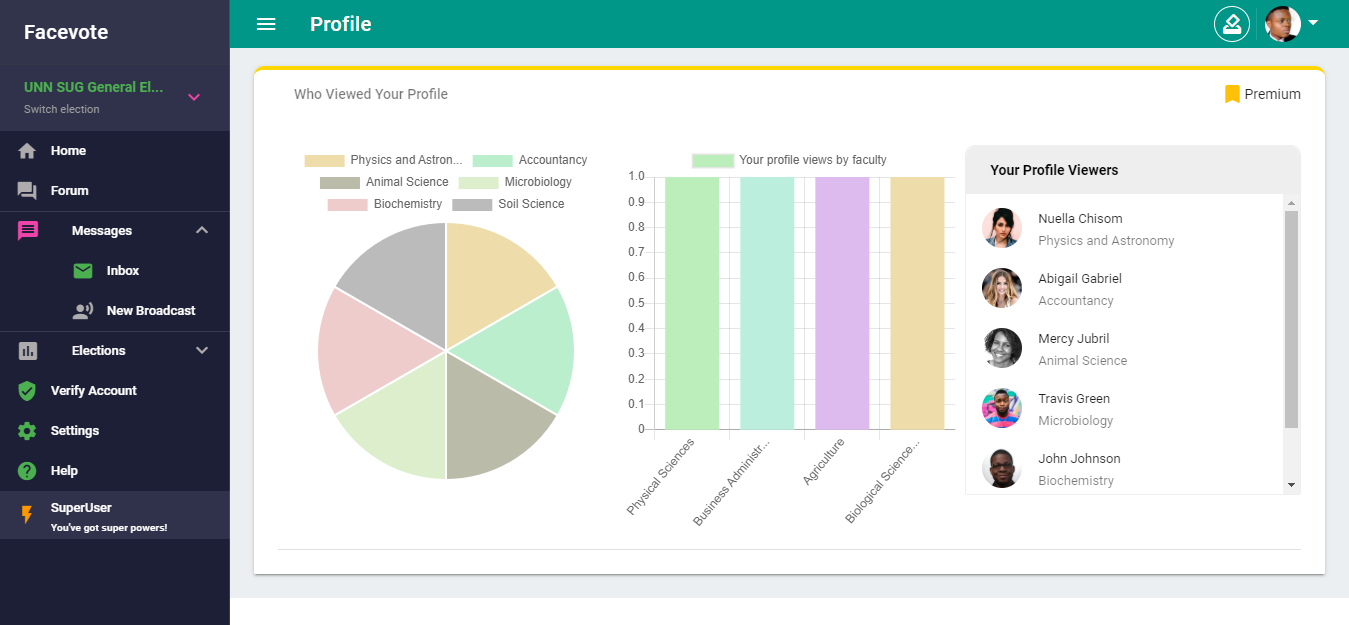 Facevote
UNN SUG General El...
Switch election
Home
Forum
Messages
Inbox
New Broadcast
Elections
Verify Account
Settings
Help
SuperUser
You've got super powers!
Profile
Who Viewed Your Profile
Premium
Physics and Astron... Accountancy
Animal Science Microbiology
Biochemistry Soil Science
Your profile views by faculty
1.0
0.9
0.8
0.7
0.6
0.5
0.4
0.3
0.2
0.1
0
Physical Sciences
Business Administr...
Agriculture
Biological Science...
Your Profile Viewers
Nuella Chisom
Physics and Astronomy
Abigail Gabriel
Accountancy
Mercy Jubril
Animal Science
Travis Green
Microbiology
John Johnson
Biochemistry